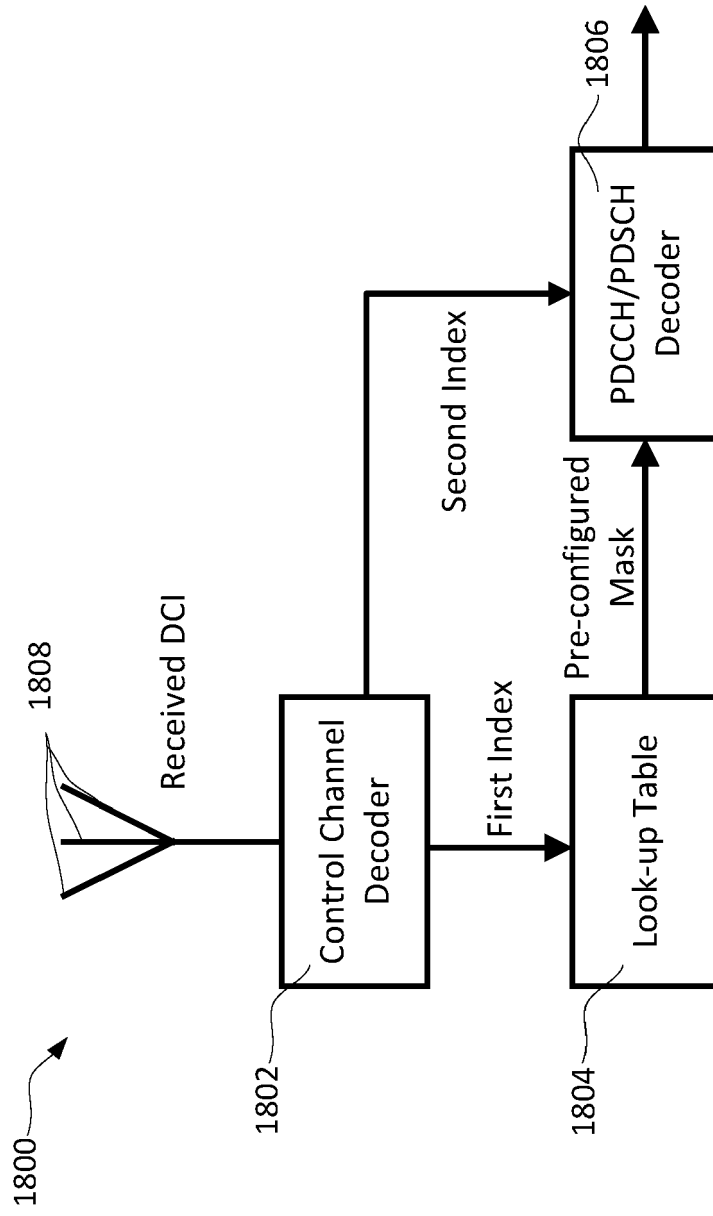 1800
1808
Received DCI
1802
Control Channel
Decoder
First Index
Second Index
1804
Look-up Table
Pre-configured
Mask
1806
PDCCH/PDSCH
Decoder